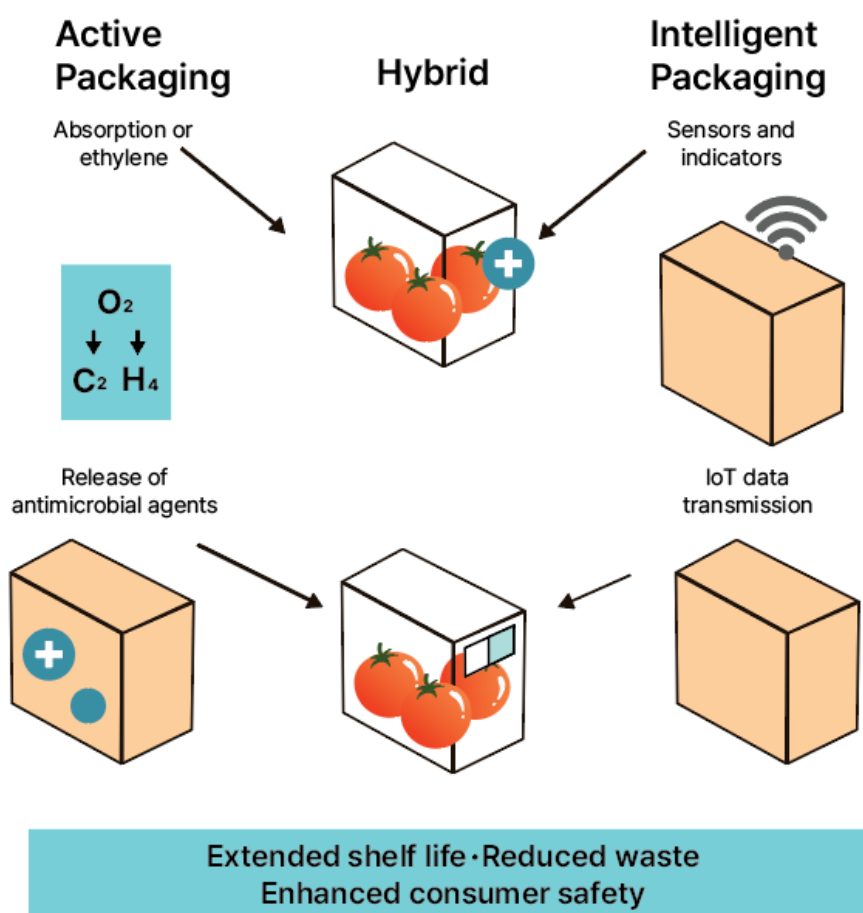 Active
Packaging
Hybrid
Intelligent
Packaging
Absorption or
ethylene
Sensors and
indicators
O₂
C₂ H₄
Release of
antimicrobial agents
IoT data
transmission
Extended shelf life·Reduced waste
Enhanced consumer safety